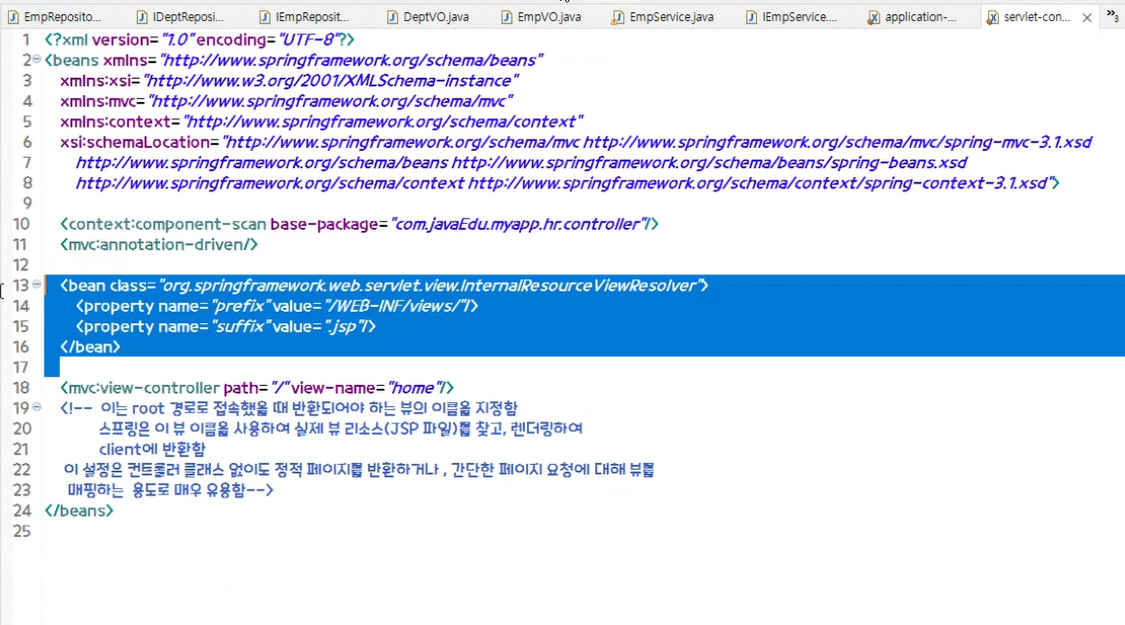 EmpReposito... IDeptReposi... IEmpReposit... DeptVO.java EmpVO.java EmpService.java IEmpService.... application-... servlet-con... »3
1 <?xml version="1.0" encoding="UTF-8"?>
2 <beans xmlns="http://www.springframework.org/schema/beans"
3 xmlns:xsi="http://www.w3.org/2001/XMLSchema-instance"
4 xmlns:mvc="http://www.springframework.org/schema/mvc"
5 xmlns:context="http://www.springframework.org/schema/context"
6 xsi:schemaLocation="http://www.springframework.org/schema/mvc http://www.springframework.org/schema/mvc/spring-mvc-3.1.xsd
7 http://www.springframework.org/schema/beans http://www.springframework.org/schema/beans/spring-beans.xsd
8 http://www.springframework.org/schema/context http://www.springframework.org/schema/context/spring-context-3.1.xsd">
9
10 <context:component-scan base-package="com.javaEdu.myapp.hr.controller"/>
11 <mvc:annotation-driven/>
12
13 <bean class="org.springframework.web.servlet.view.InternalResourceViewResolver">
14 <property name="prefix" value="/WEB-INF/views/"/>
15 <property name="suffix" value=".jsp"/>
16 </bean>
17
18 <mvc:view-controller path="/" view-name="home"/>
19 <!-- 이는 root 경로로 접속했을 때 반환되어야 하는 뷰의 이름을 지정함
20 스프링은 이 뷰 이름을 사용하여 실제 뷰 리소스(JSP 파일)를 찾고, 렌더링하여
21 client에 반환함
22 이 설정은 컨트롤러 클래스 없이도 정적 페이지를 반환하거나 , 간단한 페이지 요청에 대해 뷰를
23 매핑하는 용도로 매우 유용함-->
24 </beans>
25